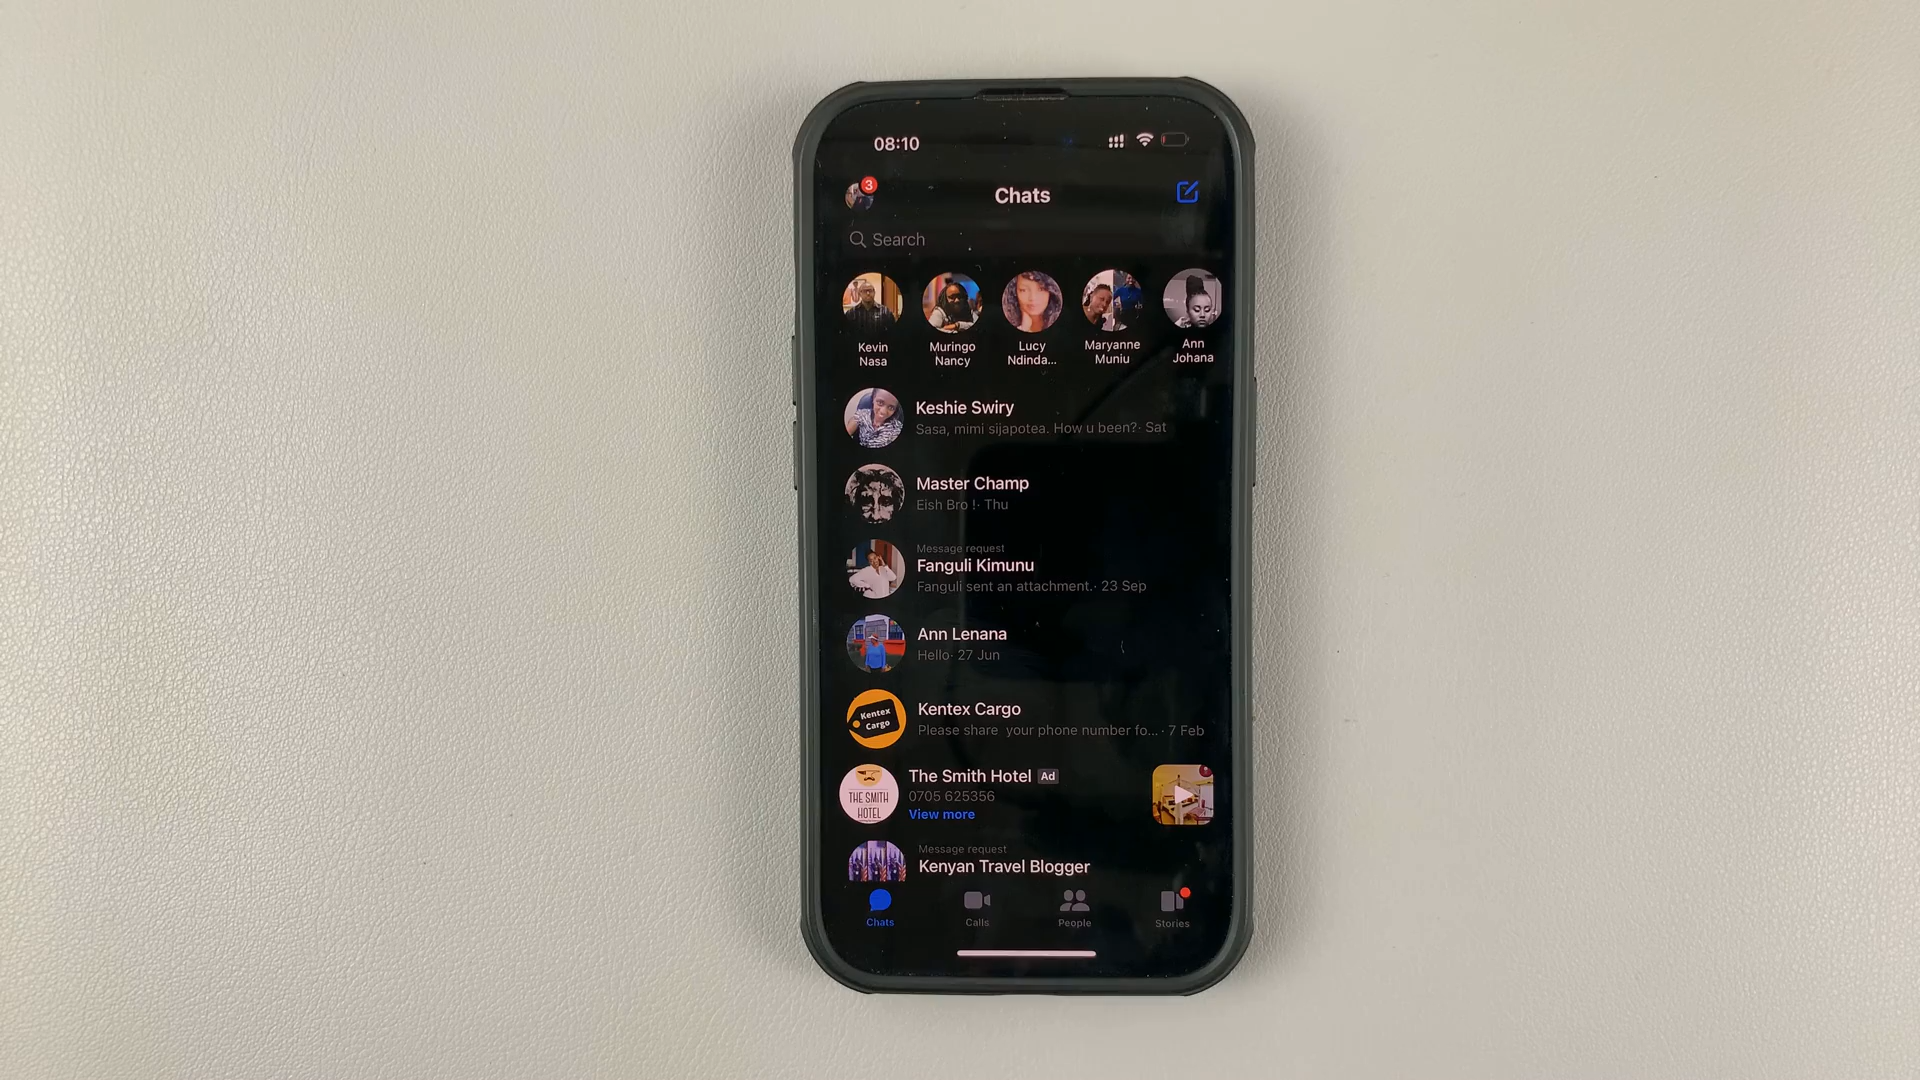 08:10
3
Chats
Search
Kevin
Nasa
Muringo
Nancy
Lucy
Ndinda...
Maryanne
Muniu
Ann
Johana
Keshie Swiry
Sasa, mimi sijapotea. How u been?· Sat
Master Champ
Eish Bro !· Thu
Message request
Fanguli Kimunu
Fanguli sent an attachment.· 23 Sep
Ann Lenana
Hello· 27 Jun
Kentex
Cargo
Kentex Cargo
Please share your phone number fo... · 7 Feb
THE SMITH
HOTEL
The Smith Hotel Ad
0705 625356
View more
Message request
Kenyan Travel Blogger
Chats
Calls
People
Stories